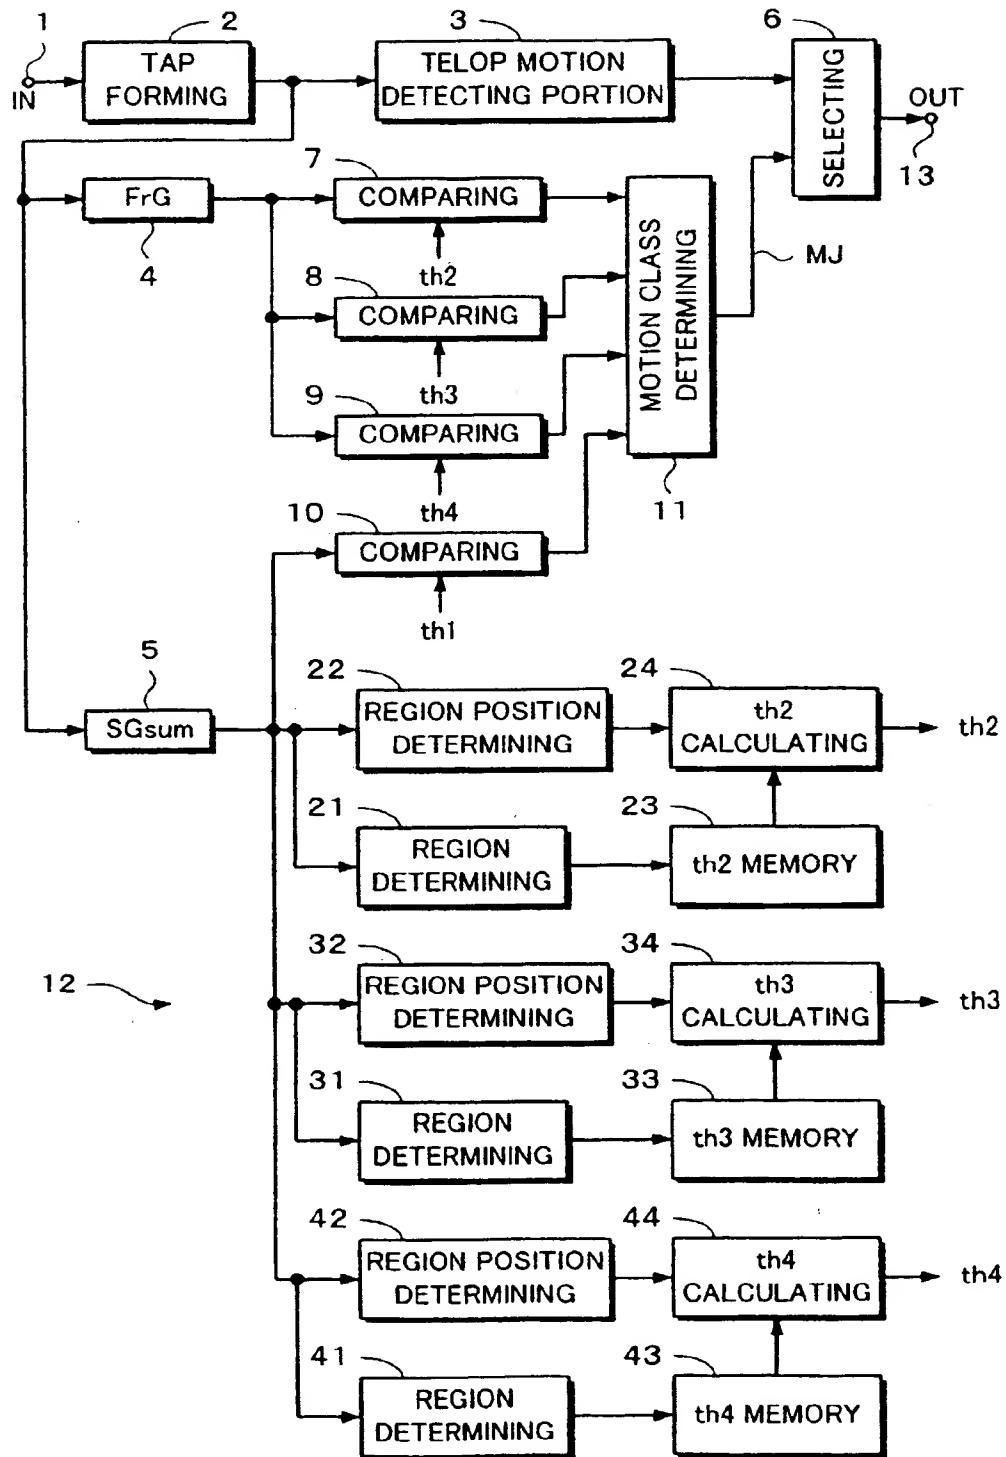 1
2
3
6
IN
TAP
FORMING
TELOP MOTION
DETECTING PORTION
SELECTING
OUT
13
7
FrG
4
COMPARING
th2
8
COMPARING
th3
9
COMPARING
th4
10
COMPARING
th1
MOTION CLASS
DETERMINING
11
MJ
5
SGsum
22
REGION POSITION
DETERMINING
24
th2
CALCULATING
th2
21
REGION
DETERMINING
23
th2 MEMORY
12
32
REGION POSITION
DETERMINING
34
th3
CALCULATING
th3
31
REGION
DETERMINING
33
th3 MEMORY
42
REGION POSITION
DETERMINING
44
th4
CALCULATING
th4
41
REGION
DETERMINING
43
th4 MEMORY